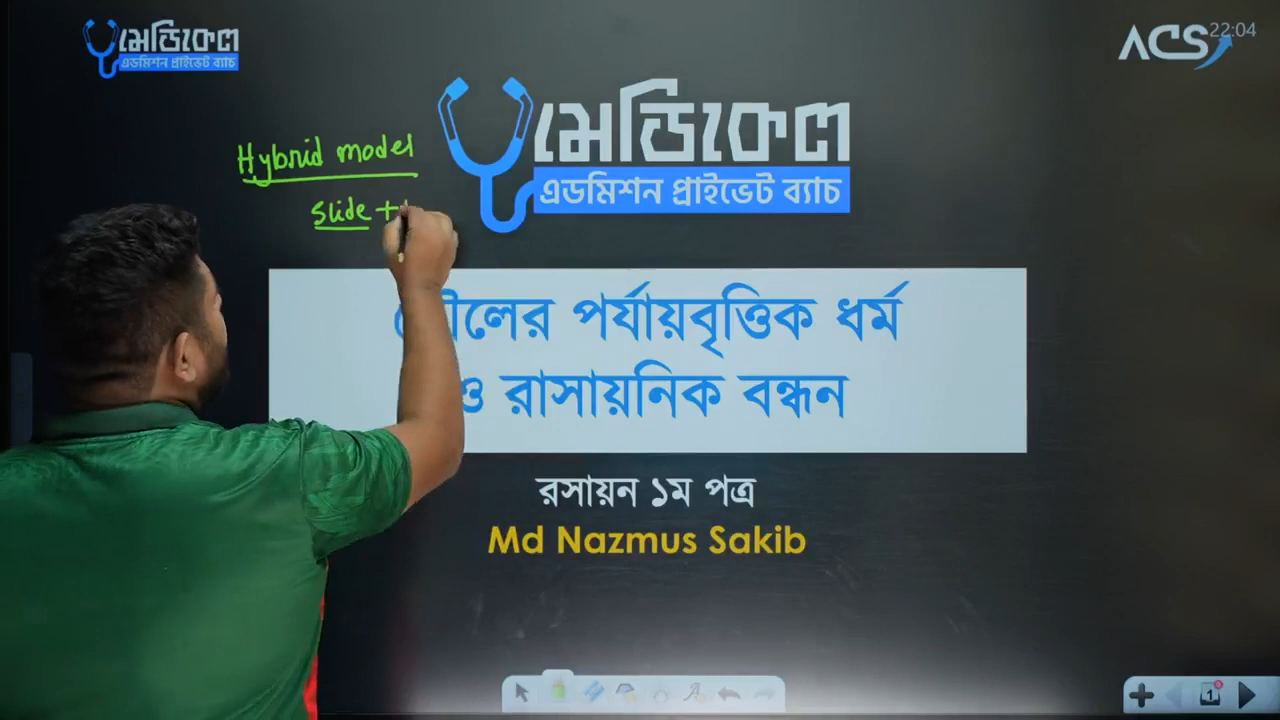 মেডিকেল
এডমিশন প্রাইভেট ব্যাচ
ACS
22:04
মেডিকেল
এডমিশন প্রাইভেট ব্যাচ
Hybrid model
slide +
মৌলের পর্যায়বৃত্তিক ধর্ম
ও রাসায়নিক বন্ধন
রসায়ন ১ম পত্র
Md Nazmus Sakib
1